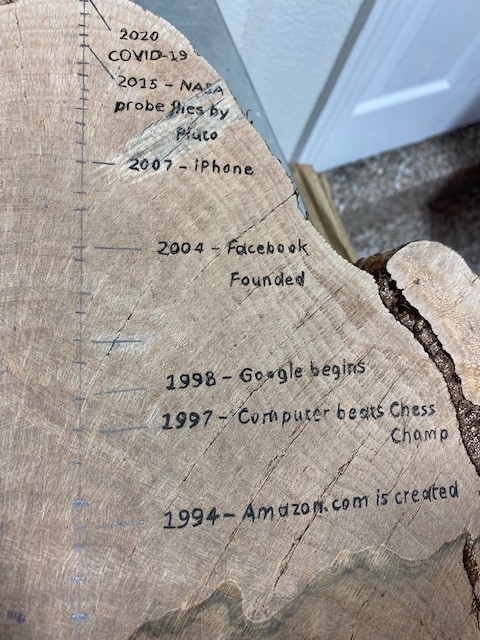 2020
COVID-19
2015 - NASA
probe flies by
Pluto
2007 - iPhone
2004 - Facebook
Founded
1998 - Google begins
1997 - Computer beats Chess
Champ
1994 - Amazon.com is created